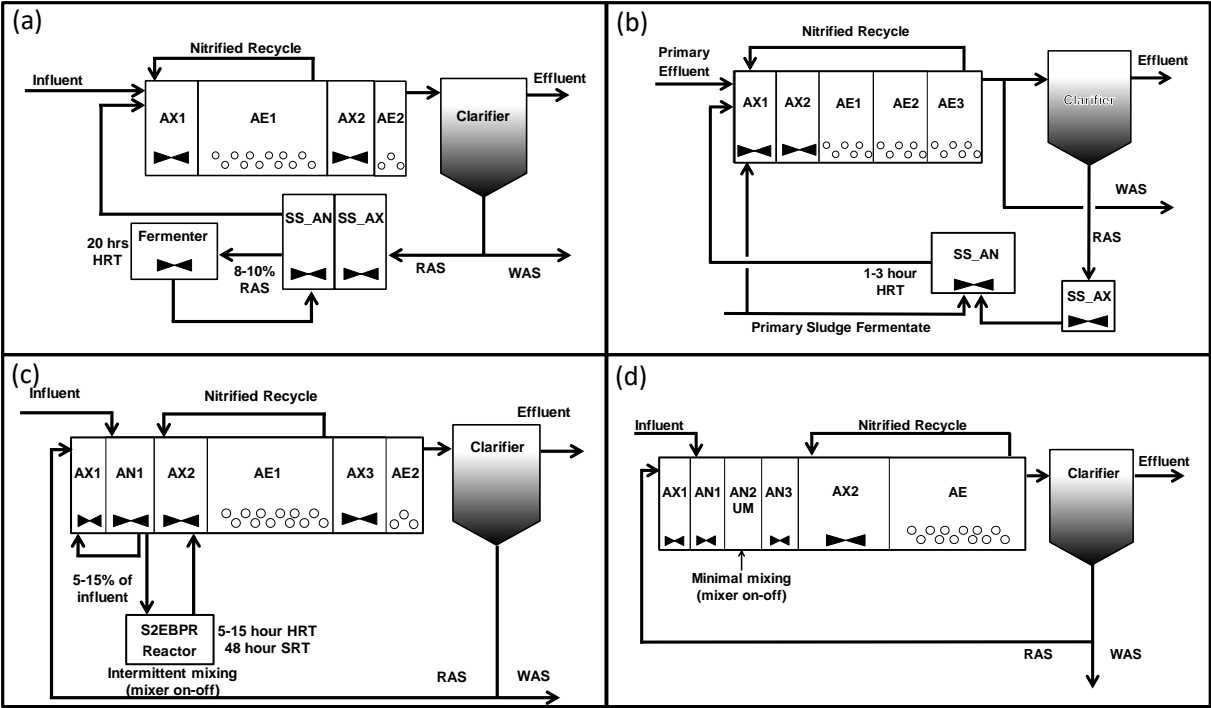 (a)
Nitrified Recycle
Influent
Effluent
AX1
AE1
AX2
AE2
Clarifier
SS_AN
SS_AX
Fermenter
20 hrs
HRT
8-10%
RAS
RAS
WAS
(b)
Nitrified Recycle
Primary
Effluent
Effluent
AX1
AX2
AE1
AE2
AE3
Clarifier
WAS
RAS
SS_AN
1-3 hour
HRT
SS_AX
Primary Sludge Fermentate
(c)
Influent
Nitrified Recycle
Effluent
AX1
AN1
AX2
AE1
AX3
AE2
Clarifier
5-15% of
influent
S2EBPR
Reactor
5-15 hour HRT
48 hour SRT
Intermittent mixing
(mixer on-off)
RAS
WAS
(d)
Influent
Nitrified Recycle
Effluent
AX1
AN1
AN2
UM
AN3
AX2
AE
Clarifier
Minimal mixing
(mixer on-off)
RAS
WAS